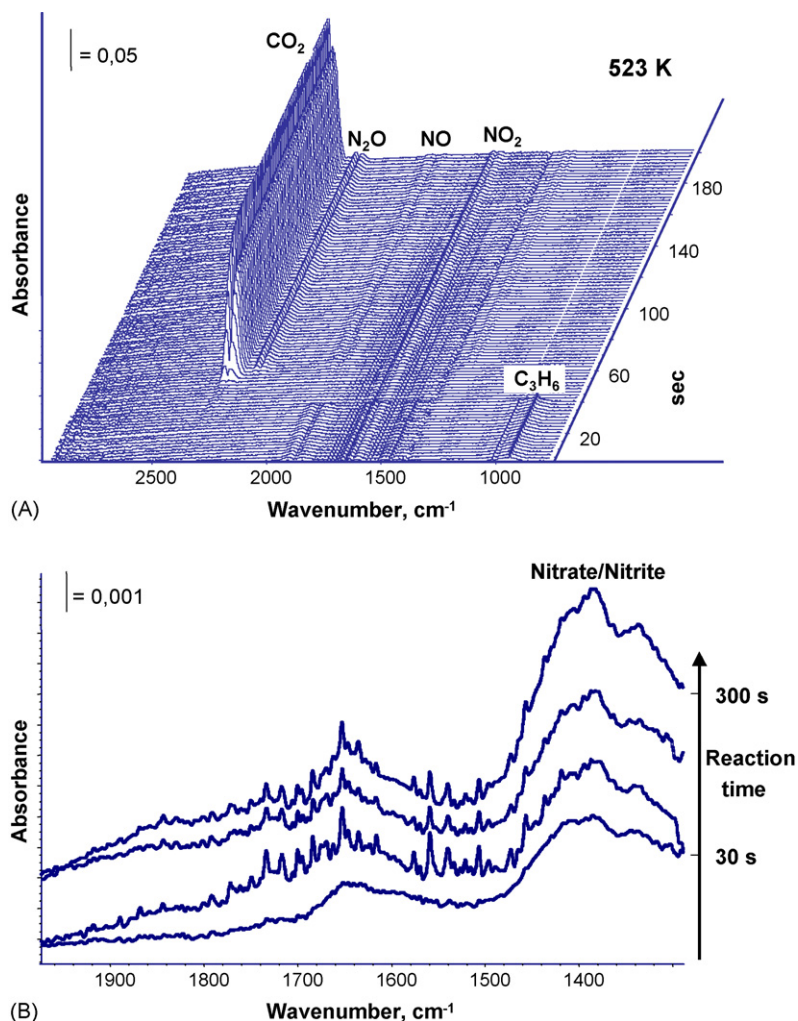 = 0,05
CO2
523 K
N2O
NO
NO2
C3H6
Absorbance
180
140
100
60
20
sec
2500
2000
1500
1000
Wavenumber, cm-1
(A)
= 0,001
Nitrate/Nitrite
Absorbance
300 s
Reaction
time
30 s
1900
1800
1700
1600
1500
1400
Wavenumber, cm-1
(B)